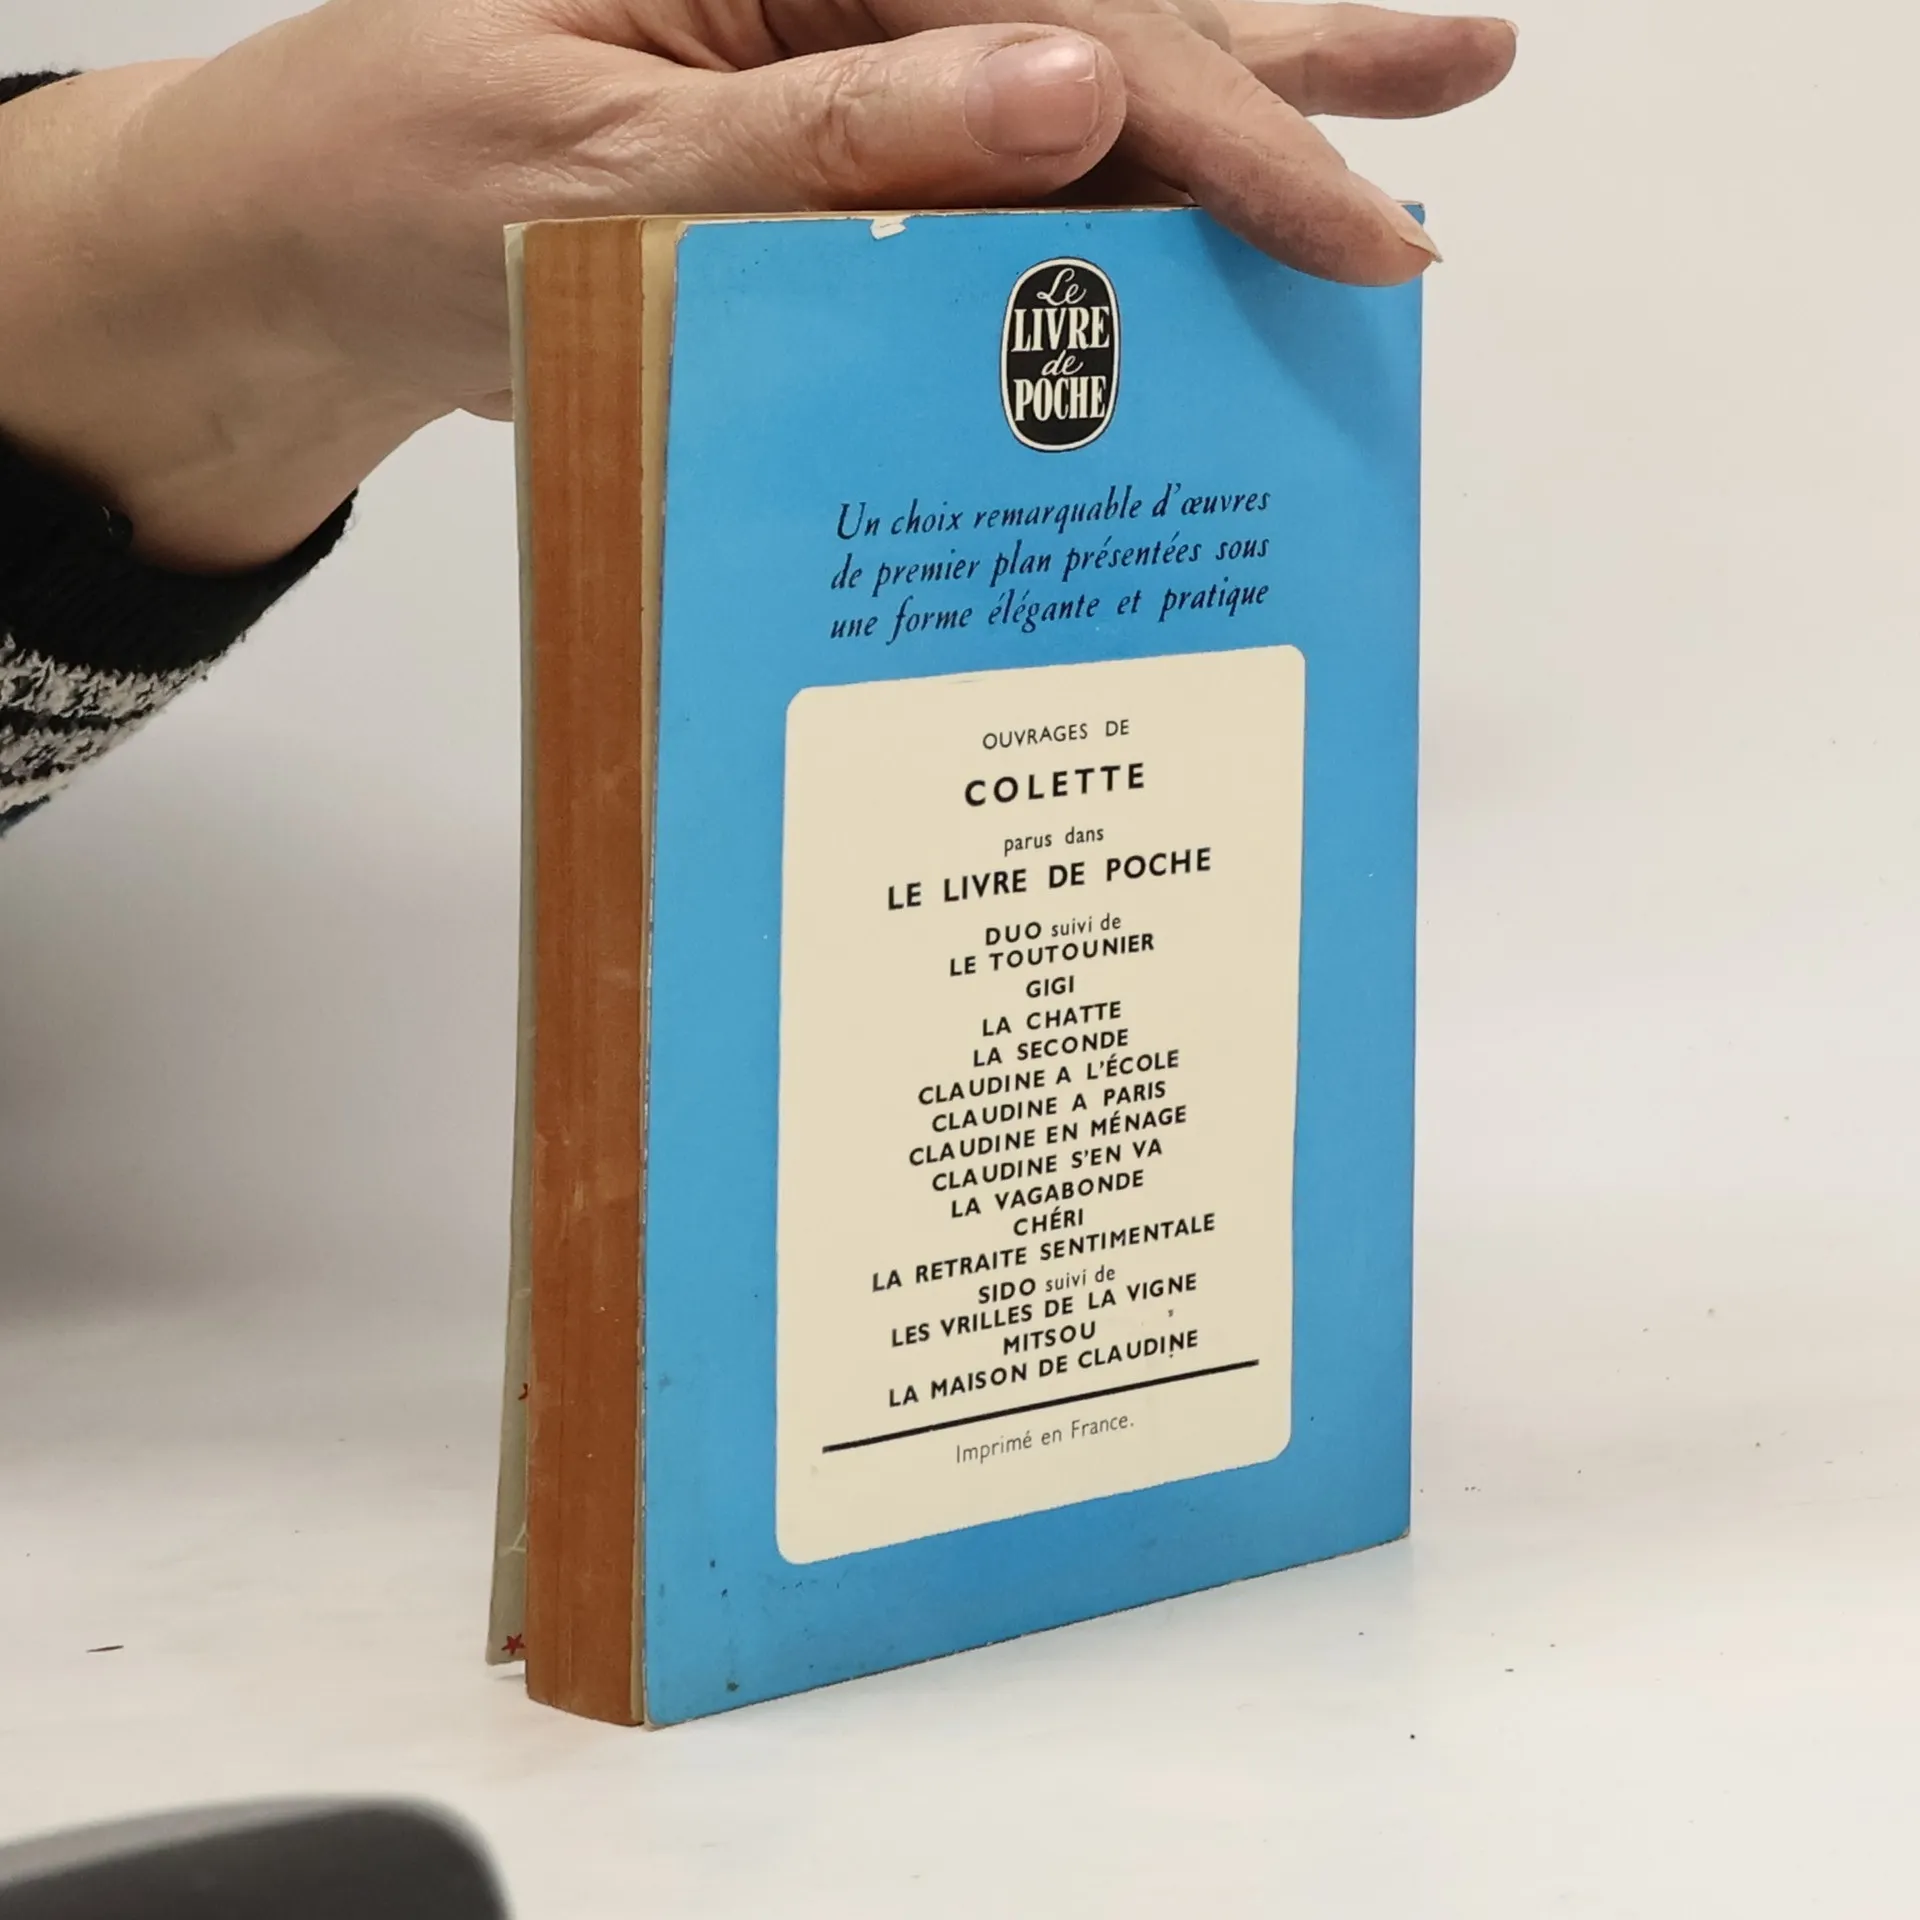 Le
LIVRE
de
POCHE
Un choix remarquable d'œuvres
de premier plan présentées sous
une forme élégante et pratique
OUVRAGES DE
COLETTE
parus dans
LE LIVRE DE POCHE
DUO suivi de
LE TOUTOUNIER
GIGI
LA CHATTE
LA SECONDE
CLAUDINE A L'ÉCOLE
CLAUDINE A PARIS
CLAUDINE EN MÉNAGE
CLAUDINE S'EN VA
LA VAGABONDE
CHÉRI
LA RETRAITE SENTIMENTALE
SIDO suivi de
LES VRILLES DE LA VIGNE
MITSOU
LA MAISON DE CLAUDINE
Imprimé en France.